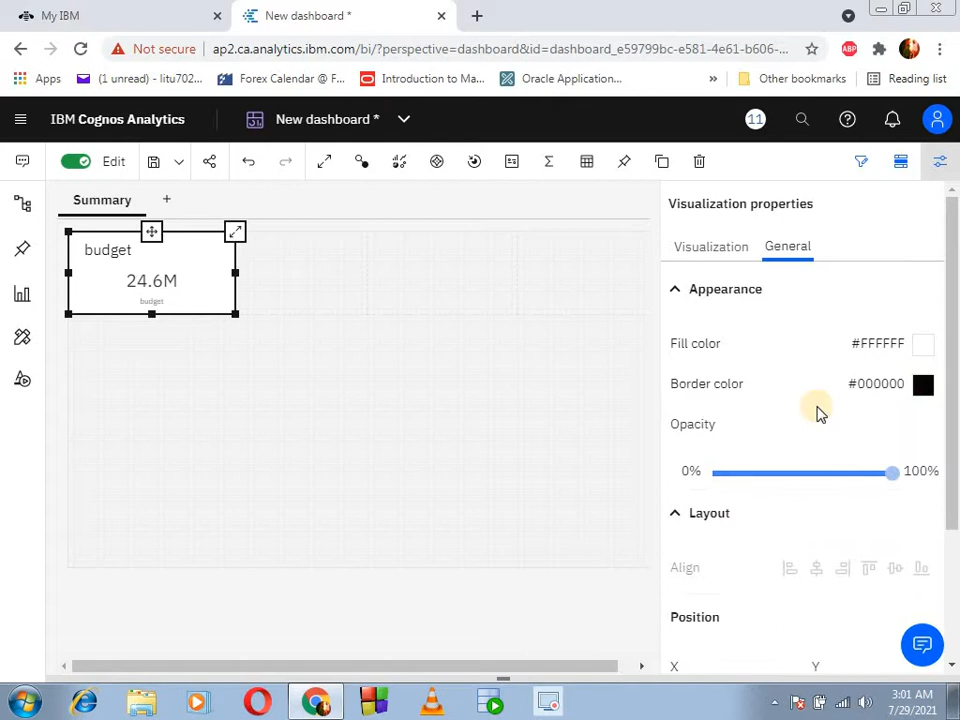 My IBM
New dashboard *
Not secure
ap2.ca.analytics.ibm.com/bi/?perspective=dashboard&id=dashboard_e59799bc-e581-4e61-b606-...
Apps
(1 unread) - litu702...
Forex Calendar @ F...
Introduction to Ma...
Oracle Application...
»
Other bookmarks
Reading list
ABP
IBM Cognos Analytics
New dashboard *
11
Edit
Summary
budget
24.6M
budget
Visualization properties
Visualization
General
Appearance
Fill color
#FFFFFF
Border color
#000000
Opacity
0%
100%
Layout
Align
Position
X
Y
3:01 AM
7/29/2021